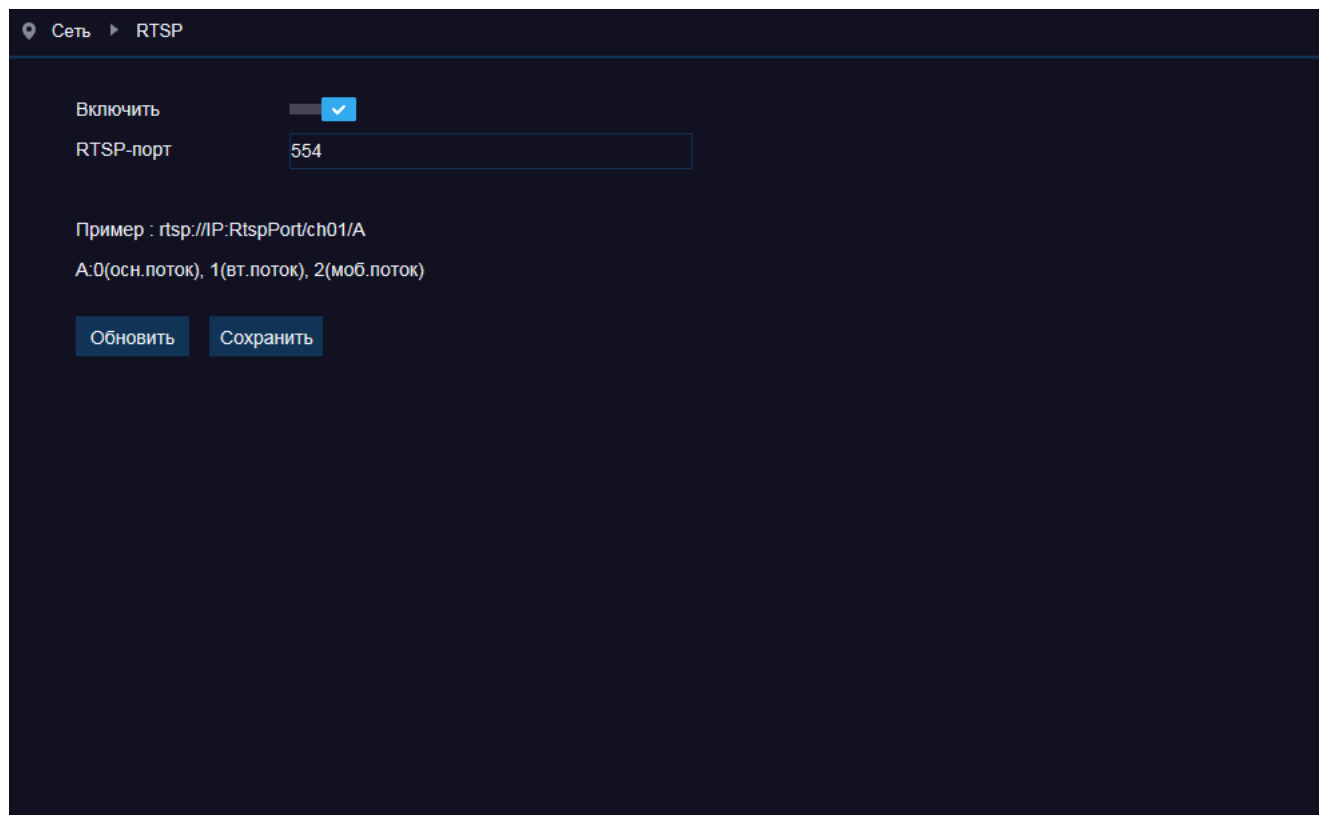 Сеть RTSP
Включить
RTSP-порт 554
Пример : rtsp://IP:RtspPort/ch01/A
A:0(осн.поток), 1(вт.поток), 2(моб.поток)
Обновить Сохранить